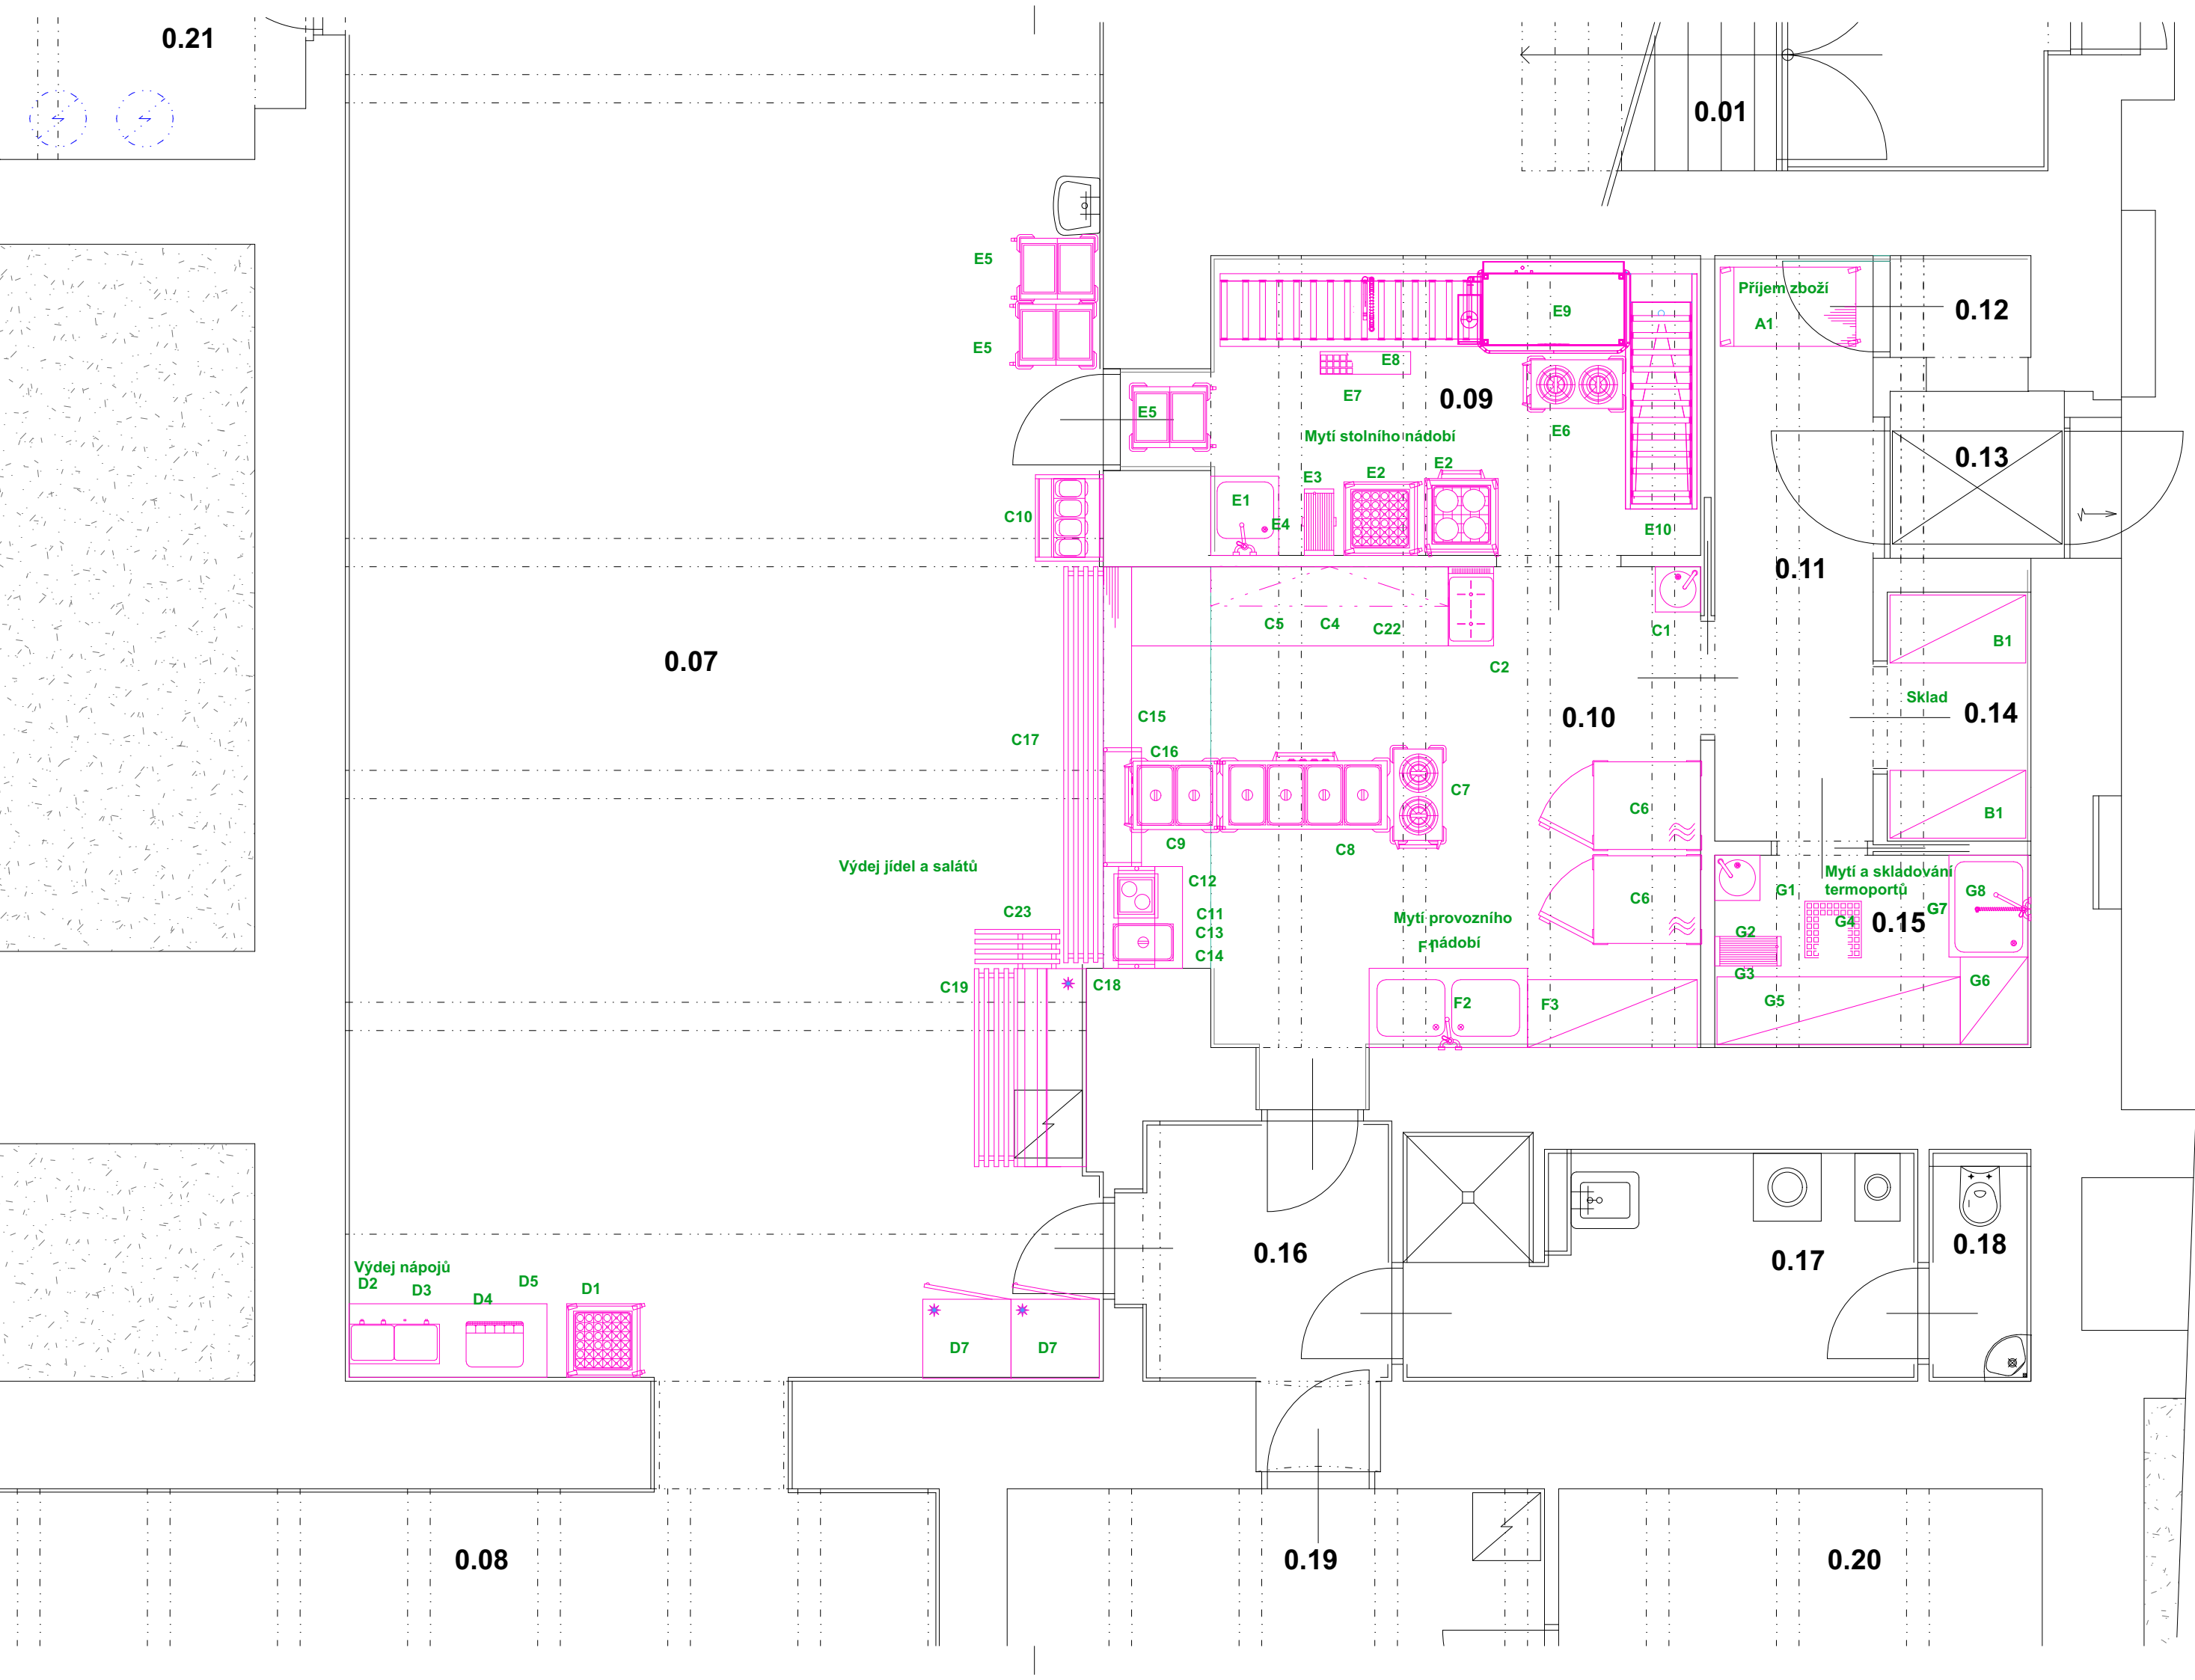 0.21
0.01
E5
E5
E5
Příjem zboží
A1
0.12
E9
E8
E7
0.09
E6
Mytí stolního nádobí
0.13
E1
E4
E3
E2
E2
C10
E10
0.11
C5
C4
C22
C1
C2
B1
0.07
0.10
Sklad
0.14
C15
C17
C16
C7
C6
B1
C9
C8
Výdej jídel a salátů
C12
C23
C11
C13
C14
C6
Mytí a skladování
termoportů
G1
G8
G7
G4
0.15
Mytí provozního
nádobí
F1
G2
G3
C19
C18
F2
F3
G5
G6
0.16
0.17
0.18
Výdej nápojů
D2
D3
D4
D5
D1
D7
D7
0.08
0.19
0.20